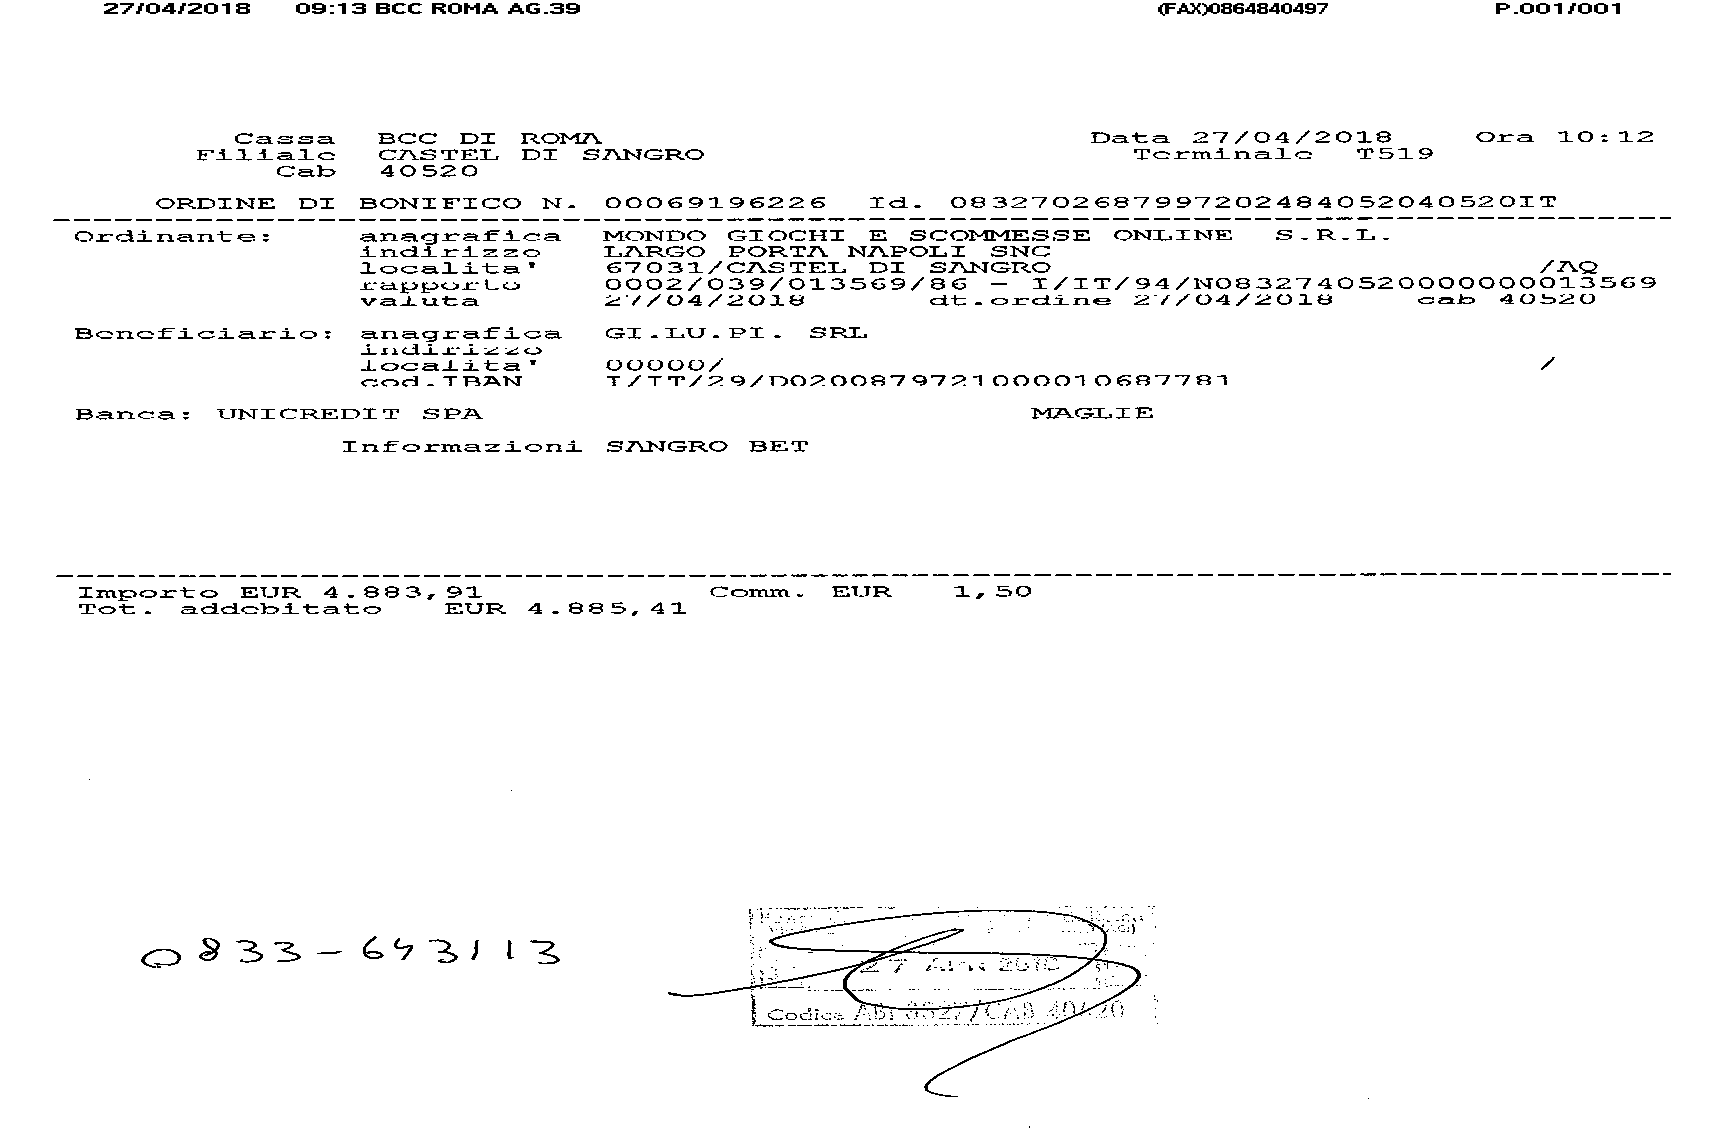 27/04/2018 09:13 BCC ROMA AG.39 (FAX)0864840497 P.001/001
Cassa BCC DI ROMA Data 27/04/2018 Ora 10:12
Filiale CASTEL DI SANGRO Terminale T519
Cab 40520
ORDINE DI BONIFICO N. 00069196226 Id. 0832702687997202484052040520IT
Ordinante: anagrafica MONDO GIOCHI E SCOMMESSE ONLINE S.R.L.
indirizzo LARGO PORTA NAPOLI SNC
localita' 67031/CASTEL DI SANGRO /AQ
rapporto 0002/039/013569/86 - I/IT/94/N0832740520000000013569
valuta 27/04/2018 dt.ordine 27/04/2018 cab 40520
Beneficiario: anagrafica GI.LU.PI. SRL
indirizzo
localita' 00000/ /
cod.IBAN I/IT/29/D0200879721000010687781
Banca: UNICREDIT SPA MAGLIE
Informazioni SANGRO BET
Importo EUR 4.883,91 Comm. EUR 1,50
Tot. addebitato EUR 4.885,41
0833-643113
27
Codice ABI 8327/CAB 40520